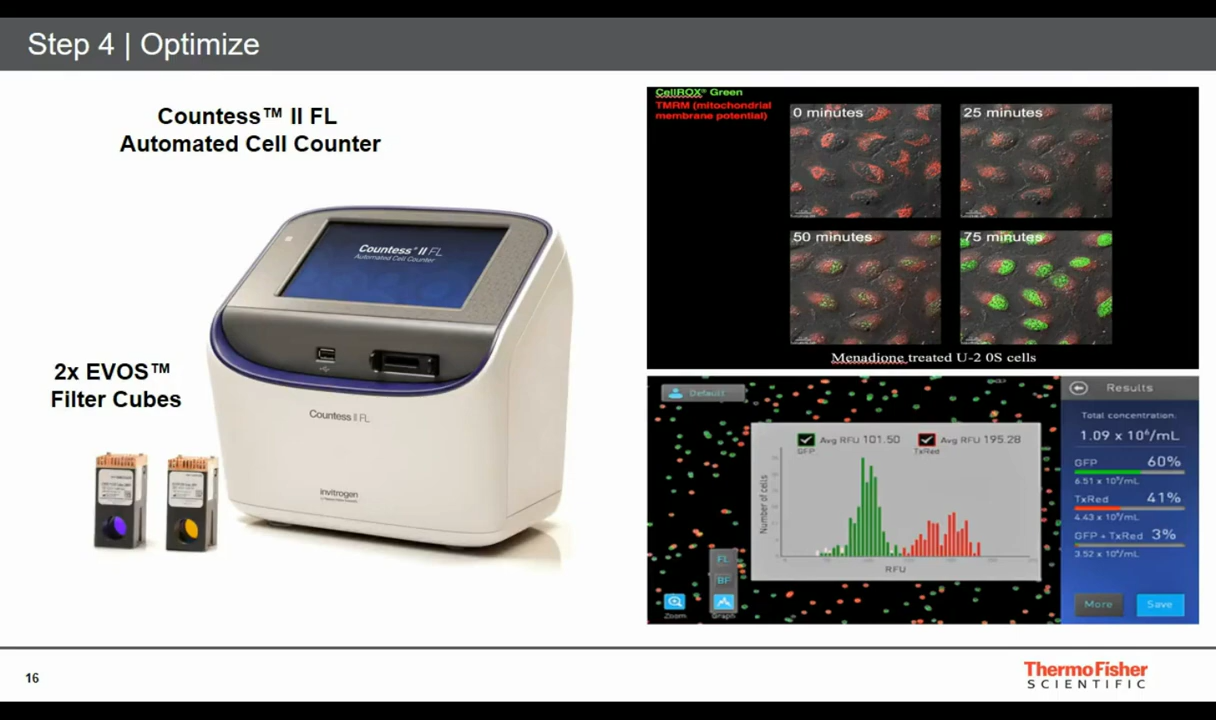 Step 4 | Optimize
Countess™ II FL
Automated Cell Counter
Countess® II FL
Automated Cell Counter
2x EVOS™
Filter Cubes
Countess II FL
invitrogen
CellROX® Green
TMRM (mitochondrial
membrane potential)
0 minutes
25 minutes
50 minutes
75 minutes
Menadione treated U-2 0S cells
Default
Avg RFU 101.50
GFP
Avg RFU 195.28
TxRed
Number of cells
RFU
FL
BF
Zoom
Graph
Results
Total concentration:
1.09 x 10⁶/mL
GFP 60%
6.51 x 10⁵/mL
TxRed 41%
4.43 x 10⁵/mL
GFP + TxRed 3%
3.52 x 10⁴/mL
More
Save
16
ThermoFisher
SCIENTIFIC